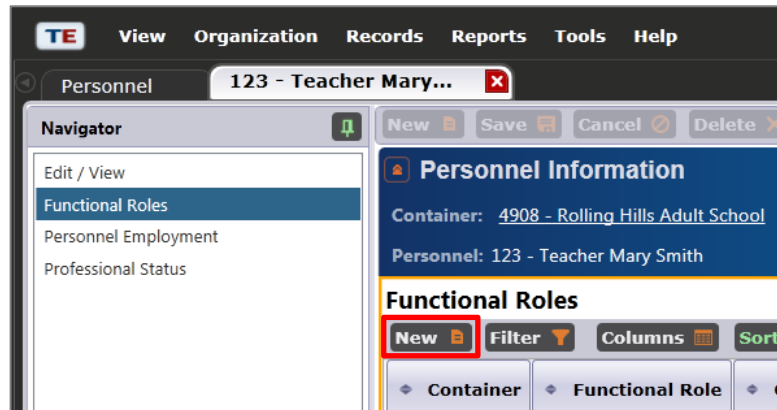 TE View Organization Records Reports Tools Help
Personnel 123 - Teacher Mary...
Navigator
New Save Cancel Delete
Edit / View
Functional Roles
Personnel Employment
Professional Status
Personnel Information
Container: 4908 - Rolling Hills Adult School
Personnel: 123 - Teacher Mary Smith
Functional Roles
New Filter Columns Sort
Container Functional Role